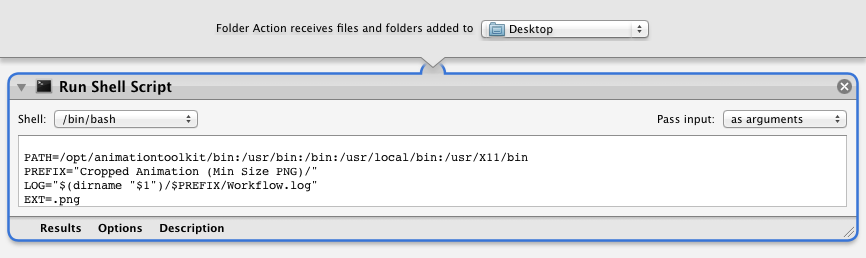 Folder Action receives files and folders added to Desktop
Run Shell Script
Shell: /bin/bash Pass input: as arguments
PATH=/opt/animationtoolkit/bin:/usr/bin:/bin:/usr/local/bin:/usr/X11/bin
PREFIX="Cropped Animation (Min Size PNG)/"
LOG="$(dirname "$1")/$PREFIX/Workflow.log"
EXT=.png
Results Options Description